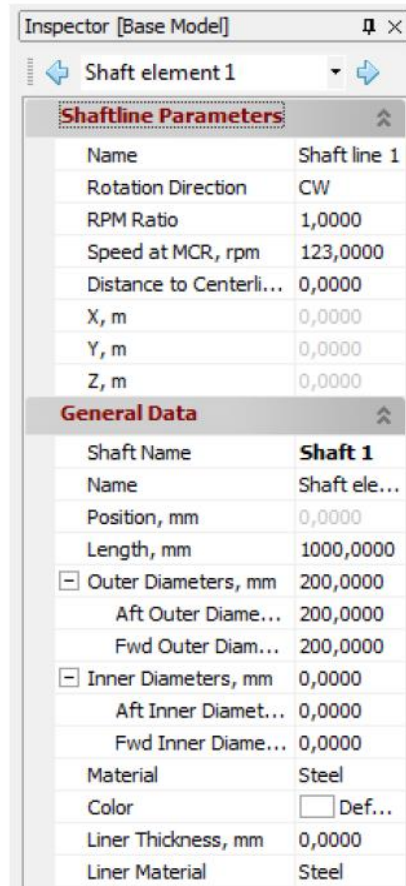 Inspector [Base Model]
Shaft element 1
Shaftline Parameters
Name Shaft line 1
Rotation Direction CW
RPM Ratio 1,0000
Speed at MCR, rpm 123,0000
Distance to Centerli... 0,0000
X, m 0,0000
Y, m 0,0000
Z, m 0,0000
General Data
Shaft Name Shaft 1
Name Shaft ele...
Position, mm 0,0000
Length, mm 1000,0000
Outer Diameters, mm 200,0000
Aft Outer Diame... 200,0000
Fwd Outer Diam... 200,0000
Inner Diameters, mm 0,0000
Aft Inner Diamet... 0,0000
Fwd Inner Diame... 0,0000
Material Steel
Color Def...
Liner Thickness, mm 0,0000
Liner Material Steel